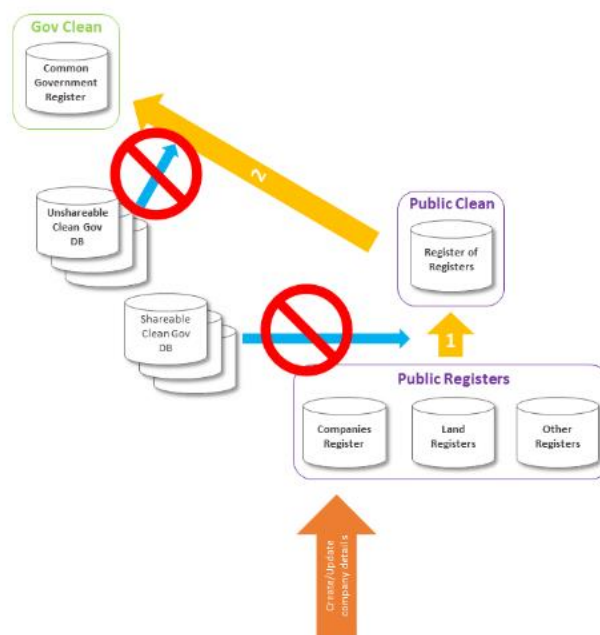 Gov Clean
Common
Government
Register
2
Unshareable
Clean Gov
DB
Public Clean
Register of
Registers
Shareable
Clean Gov
DB
1
Public Registers
Companies
Register
Land
Registers
Other
Registers
Create/Update
company details